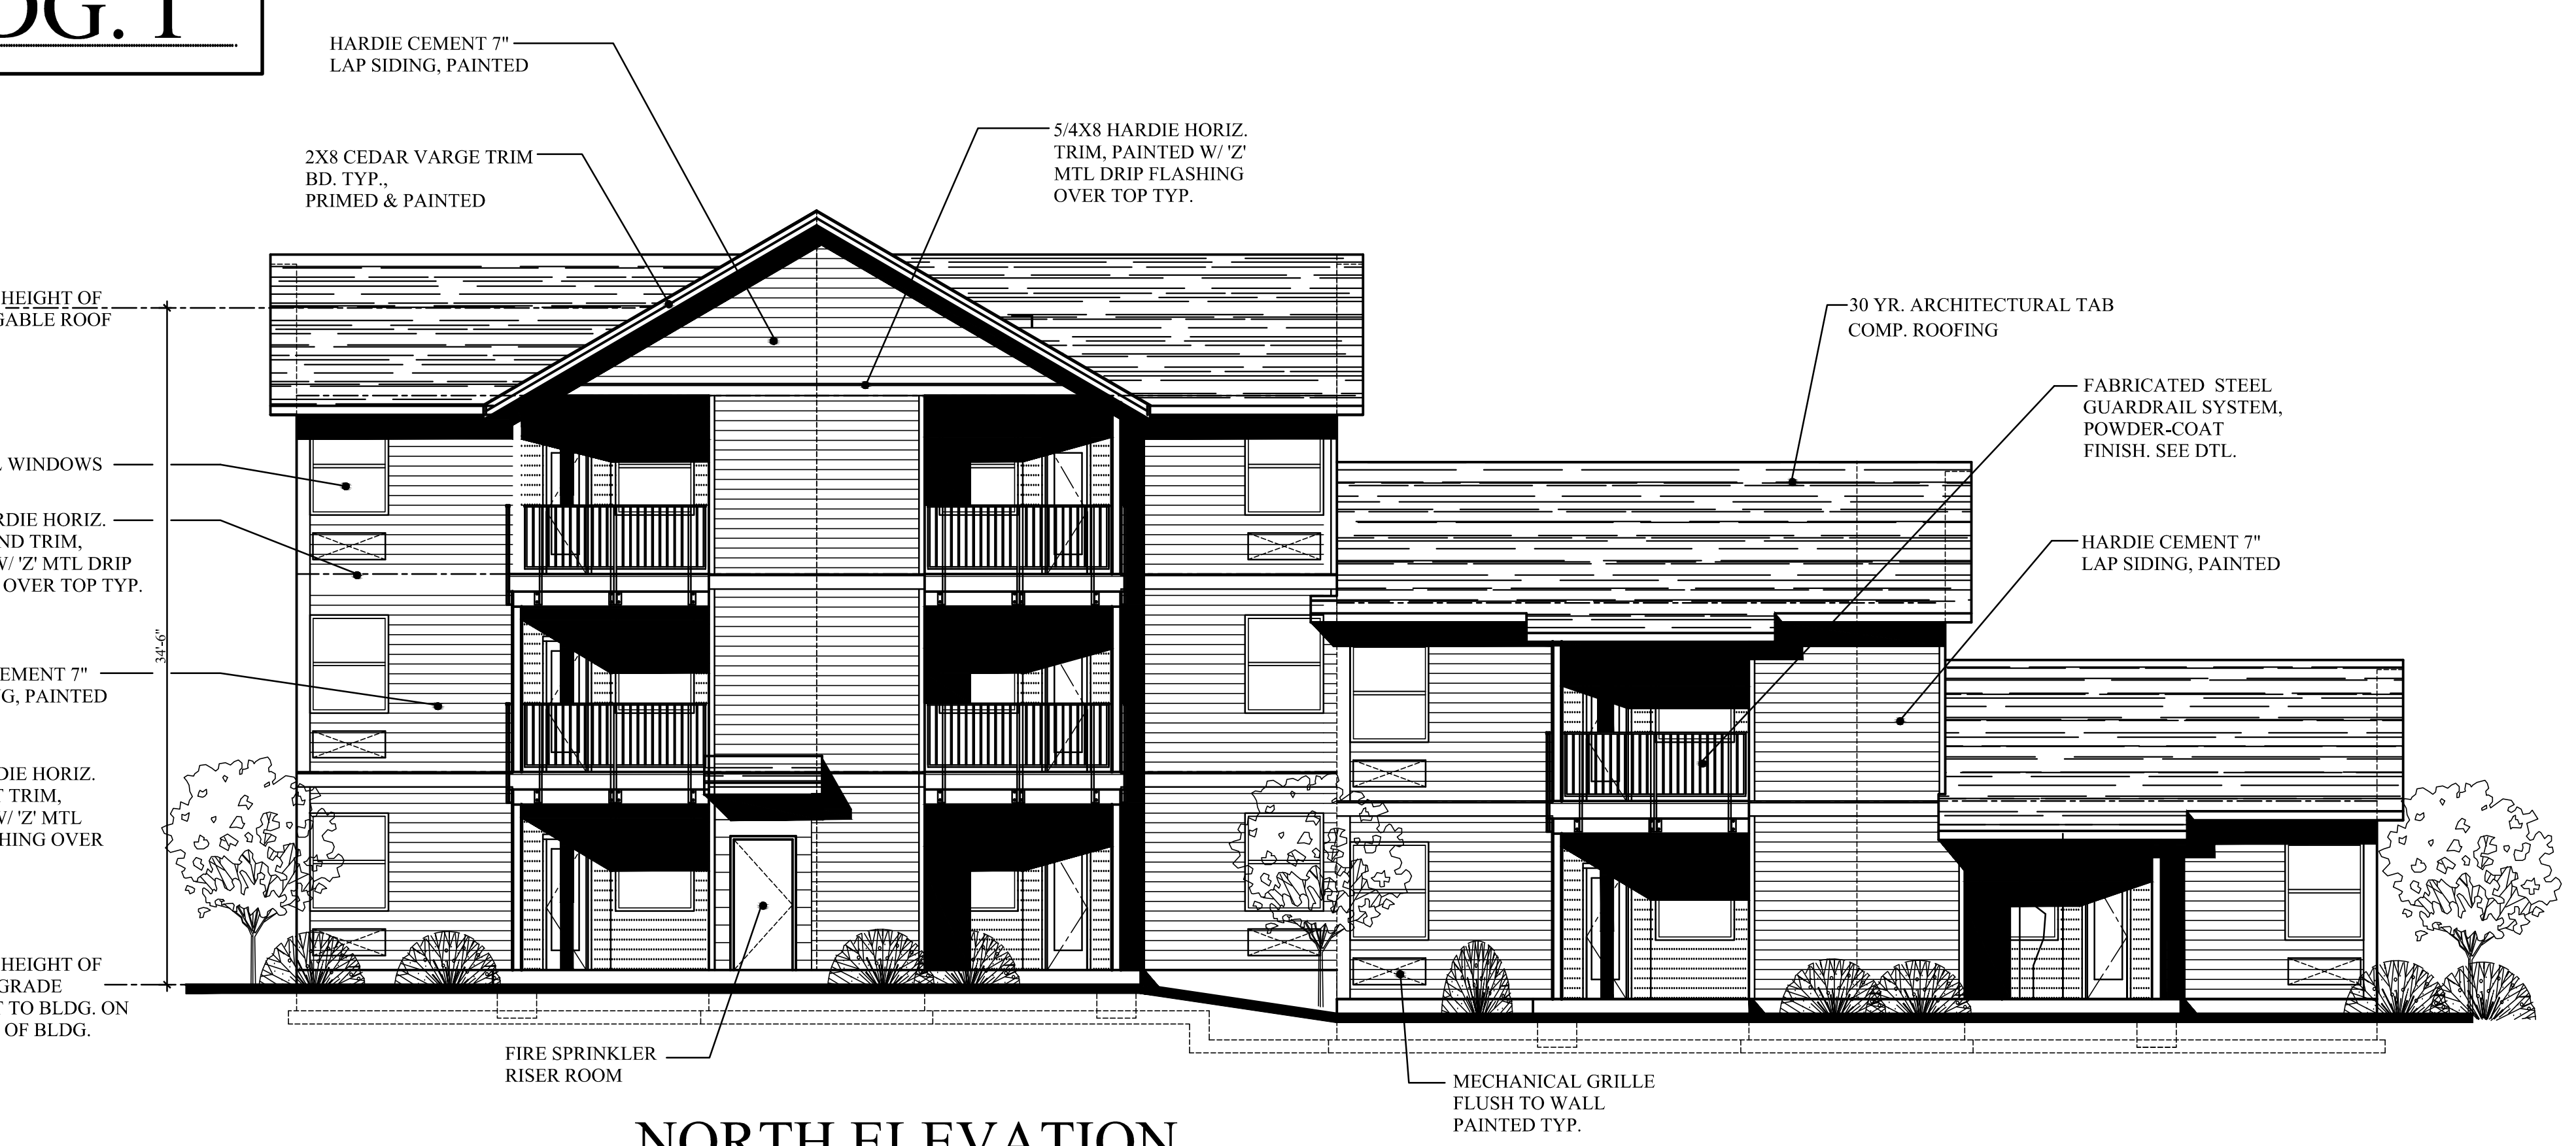 DG. 1
HARDIE CEMENT 7"
LAP SIDING, PAINTED
2X8 CEDAR VARGE TRIM
BD. TYP.,
PRIMED & PAINTED
5/4X8 HARDIE HORIZ.
TRIM, PAINTED W/ 'Z'
MTL DRIP FLASHING
OVER TOP TYP.
HEIGHT OF
GABLE ROOF
30 YR. ARCHITECTURAL TAB
COMP. ROOFING
FABRICATED STEEL
GUARDRAIL SYSTEM,
POWDER-COAT
FINISH. SEE DTL.
WINDOWS
RDIE HORIZ.
ND TRIM,
W/ 'Z' MTL DRIP
OVER TOP TYP.
HARDIE CEMENT 7"
LAP SIDING, PAINTED
34'-6"
EMENT 7"
G, PAINTED
DIE HORIZ.
T TRIM,
W/ 'Z' MTL
HING OVER
HEIGHT OF
GRADE
T TO BLDG. ON
OF BLDG.
FIRE SPRINKLER
RISER ROOM
MECHANICAL GRILLE
FLUSH TO WALL
PAINTED TYP.
NORTH ELEVATION